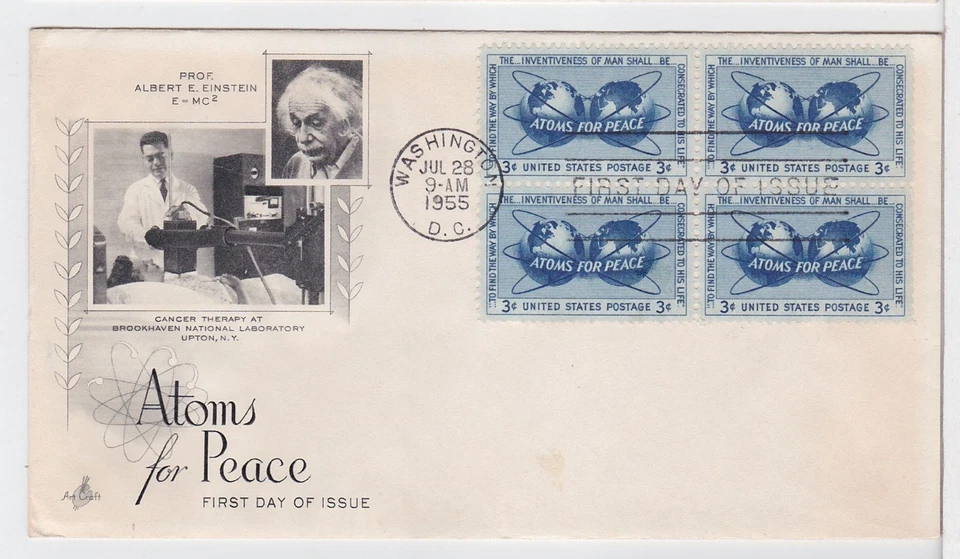 PROF.
ALBERT E. EINSTEIN
E=MC²
CANCER THERAPY AT
BROOKHAVEN NATIONAL LABORATORY
UPTON, N.Y.
Atoms
for Peace
FIRST DAY OF ISSUE
Art Craft
WASHINGTON
JUL 28
9-AM
1955
D.C.
FIRST DAY OF ISSUE
...TO FIND THE WAY BY WHICH
THE...INVENTIVENESS OF MAN SHALL...BE
CONSECRATED TO HIS LIFE
ATOMS FOR PEACE
3¢ UNITED STATES POSTAGE 3¢
...TO FIND THE WAY BY WHICH
THE...INVENTIVENESS OF MAN SHALL...BE
CONSECRATED TO HIS LIFE
ATOMS FOR PEACE
3¢ UNITED STATES POSTAGE 3¢
...TO FIND THE WAY BY WHICH
THE...INVENTIVENESS OF MAN SHALL...BE
CONSECRATED TO HIS LIFE
ATOMS FOR PEACE
3¢ UNITED STATES POSTAGE 3¢
...TO FIND THE WAY BY WHICH
THE...INVENTIVENESS OF MAN SHALL...BE
CONSECRATED TO HIS LIFE
ATOMS FOR PEACE
3¢ UNITED STATES POSTAGE 3¢